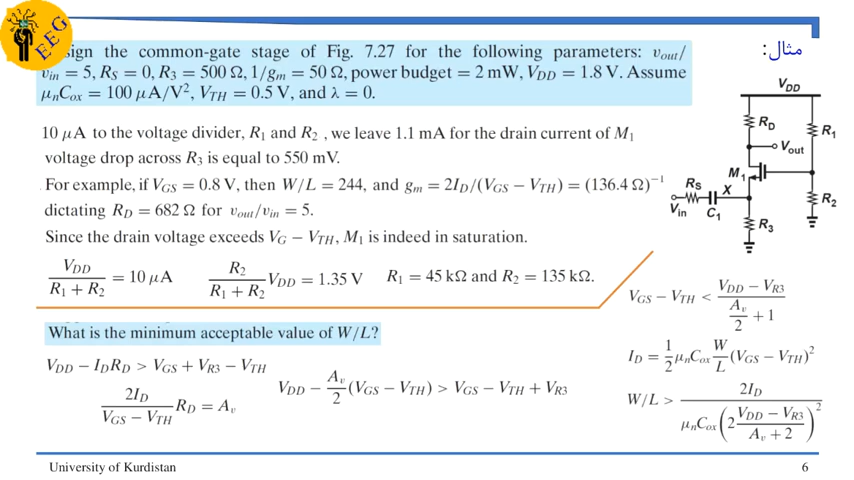 مثال:
EEG
sign the common-gate stage of Fig. 7.27 for the following parameters: v_out/
v_in = 5, R_S = 0, R_3 = 500 Ω, 1/g_m = 50 Ω, power budget = 2 mW, V_DD = 1.8 V. Assume
μ_nC_ox = 100 μA/V², V_TH = 0.5 V, and λ = 0.
10 μA to the voltage divider, R_1 and R_2 , we leave 1.1 mA for the drain current of M_1
voltage drop across R_3 is equal to 550 mV.
For example, if V_GS = 0.8 V, then W/L = 244, and g_m = 2I_D/(V_GS − V_TH) = (136.4 Ω)⁻¹
dictating R_D = 682 Ω for v_out/v_in = 5.
Since the drain voltage exceeds V_G − V_TH, M_1 is indeed in saturation.
V_DD/(R_1 + R_2) = 10 μA R_2/(R_1 + R_2) V_DD = 1.35 V R_1 = 45 kΩ and R_2 = 135 kΩ.
What is the minimum acceptable value of W/L?
V_DD − I_DR_D > V_GS + V_R3 − V_TH
2I_D/(V_GS − V_TH) R_D = A_v
V_DD − A_v/2 (V_GS − V_TH) > V_GS − V_TH + V_R3
V_GS − V_TH < (V_DD − V_R3)/(A_v/2 + 1)
I_D = 1/2 μ_nC_ox W/L (V_GS − V_TH)²
W/L > 2I_D/(μ_nC_ox (2 (V_DD − V_R3)/(A_v + 2))²)
V_DD
R_D
R_1
V_out
M_1
R_S
X
V_in
C_1
R_2
R_3
University of Kurdistan
6